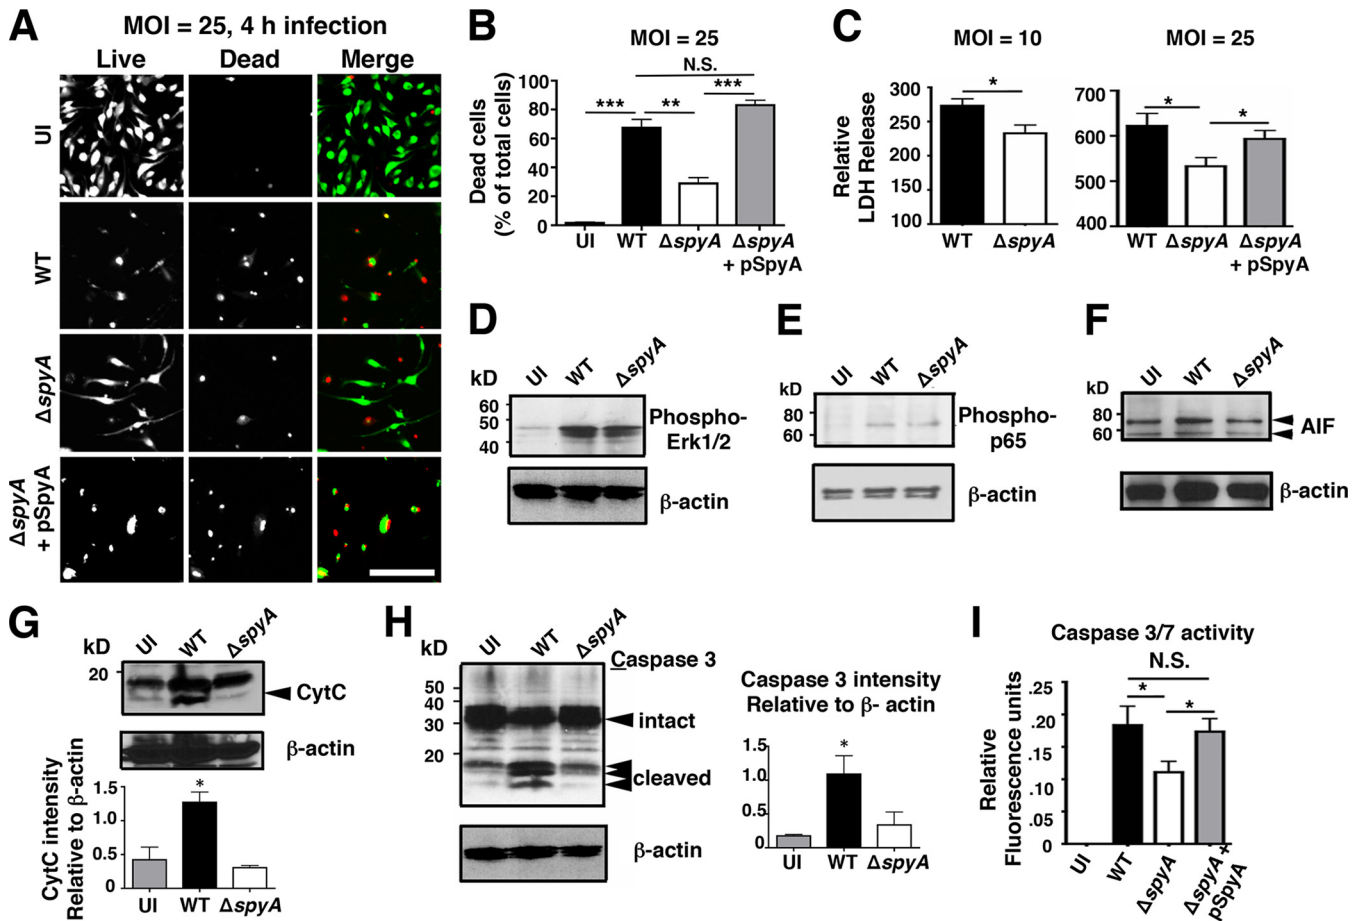 A
MOI = 25, 4 h infection
Live Dead Merge
UI
WT
ΔspyA
ΔspyA
+ pSpyA
B
MOI = 25
N.S.
*** ** ***
Dead cells
(% of total cells)
100
80
60
40
20
0
UI WT ΔspyA ΔspyA
+ pSpyA
C
MOI = 10 MOI = 25
Relative
LDH Release
300
250
200
150
100
*
WT ΔspyA
700
600
500
400
* *
WT ΔspyA ΔspyA
+ pSpyA
D
kD UI WT ΔspyA
60
50
40
Phospho-
Erk1/2
β-actin
E
kD UI WT ΔspyA
80
60
Phospho-
p65
β-actin
F
kD UI WT ΔspyA
80
60
AIF
β-actin
G
kD UI WT ΔspyA
20
CytC
β-actin
CytC intensity
Relative to β-actin
1.5
1.0
0.5
0
*
UI WT ΔspyA
H
kD UI WT ΔspyA
Caspase 3
50
40
30
20
intact
cleaved
β-actin
Caspase 3 intensity
Relative to β- actin
1.5
1.0
0.5
0
*
UI WT ΔspyA
I
Caspase 3/7 activity
N.S.
* *
Relative
Fluorescence units
.25
.20
.15
.10
.05
0
UI WT ΔspyA ΔspyA +
pSpyA